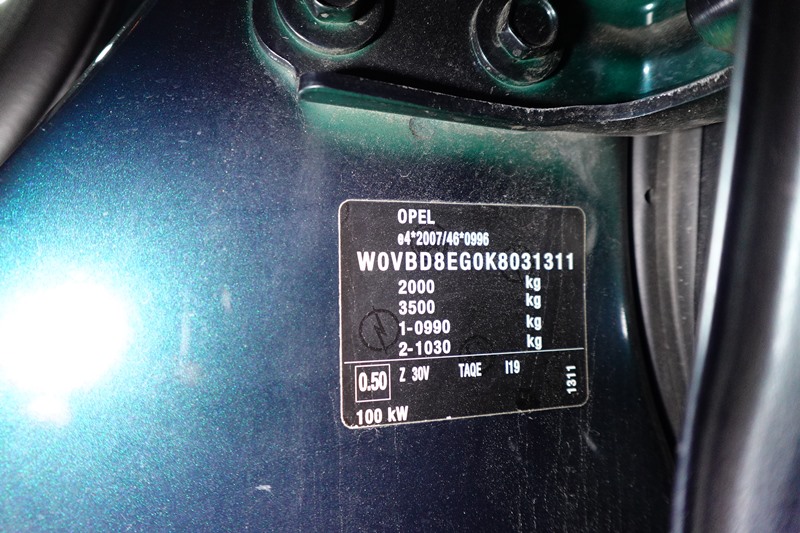 OPEL
e4*2007/46*0996
W0VBD8EG0K8031311
2000 kg
3500 kg
1-0990 kg
2-1030 kg
0.50 Z 30V TAQE I19
1311
100 kW